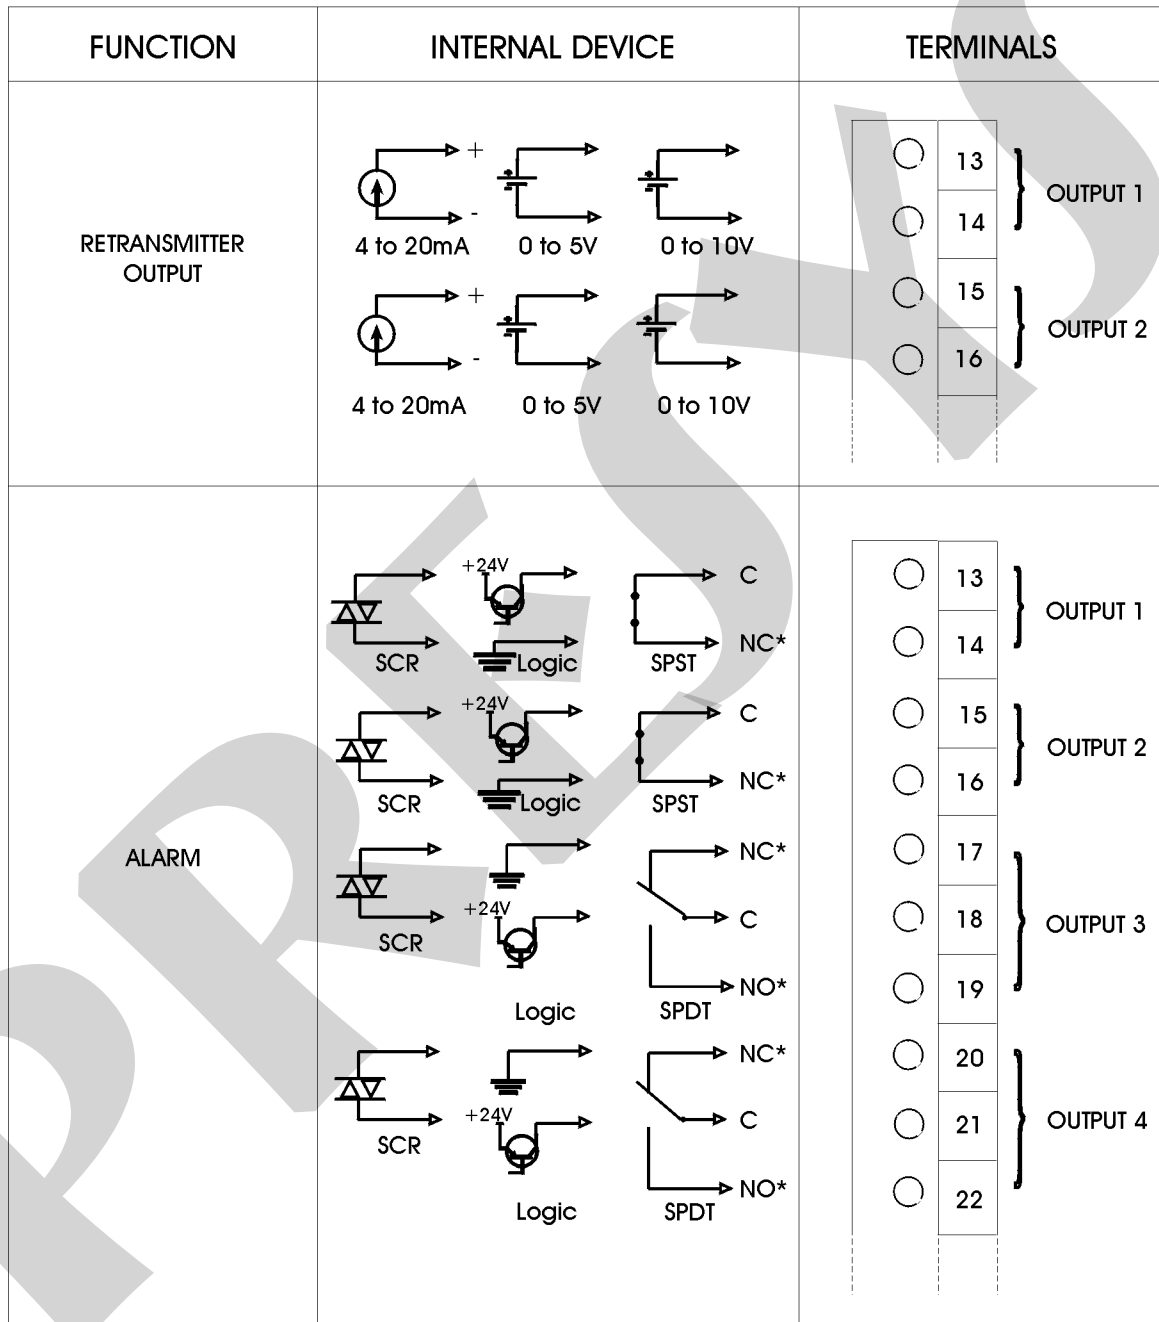 FUNCTION INTERNAL DEVICE TERMINALS
RETRANSMITTER
OUTPUT
+
-
4 to 20mA 0 to 5V 0 to 10V
+
-
4 to 20mA 0 to 5V 0 to 10V
13
14
OUTPUT 1
15
16
OUTPUT 2
ALARM
+24V
C
NC*
SCR Logic SPST
+24V
C
NC*
SCR Logic SPST
NC*
+24V
C
SCR
NO*
Logic SPDT
NC*
+24V
C
SCR
NO*
Logic SPDT
13
14
OUTPUT 1
15
16
OUTPUT 2
17
18
19
OUTPUT 3
20
21
22
OUTPUT 4
PRESYS